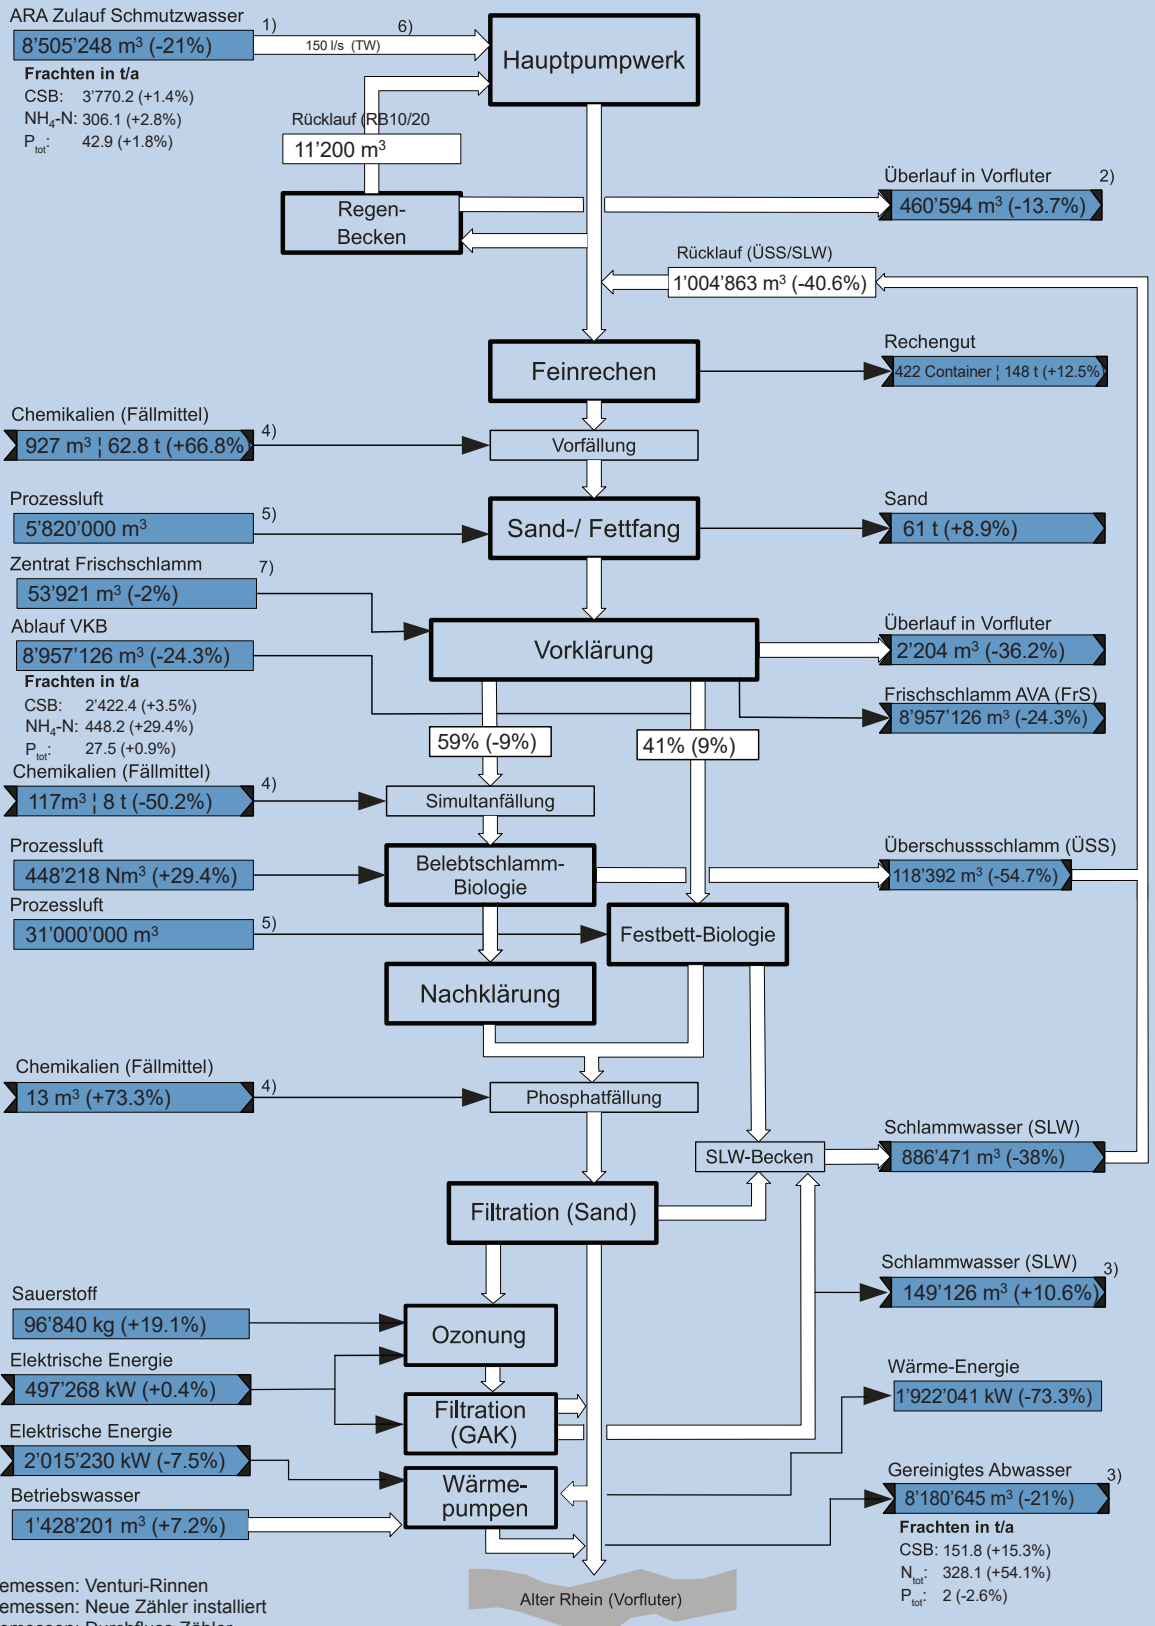 ARA Zulauf Schmutzwasser
8’505’248 m³ (-21%)
1)
6)
150 l/s (TW)
Hauptpumpwerk
Frachten in t/a
CSB: 3’770.2 (+1.4%)
NH₄-N: 306.1 (+2.8%)
Ptot: 42.9 (+1.8%)
Rücklauf (RB10/20
11’200 m³
Regen-
Becken
Überlauf in Vorfluter
2)
460’594 m³ (-13.7%)
Rücklauf (ÜSS/SLW)
1’004’863 m³ (-40.6%)
Feinrechen
Rechengut
422 Container ¦ 148 t (+12.5%
Chemikalien (Fällmittel)
927 m³ ¦ 62.8 t (+66.8%
4)
Vorfällung
Prozessluft
5’820’000 m³
5)
Sand-/ Fettfang
Sand
61 t (+8.9%)
Zentrat Frischschlamm
53’921 m³ (-2%)
7)
Ablauf VKB
8’957’126 m³ (-24.3%)
Vorklärung
Überlauf in Vorfluter
2’204 m³ (-36.2%)
Frachten in t/a
CSB: 2’422.4 (+3.5%)
NH₄-N: 448.2 (+29.4%)
Ptot: 27.5 (+0.9%)
Frischschlamm AVA (FrS)
8’957’126 m³ (-24.3%)
59% (-9%)
41% (9%)
Chemikalien (Fällmittel)
117m³ ¦ 8 t (-50.2%)
4)
Simultanfällung
Prozessluft
448’218 Nm³ (+29.4%)
Belebtschlamm-
Biologie
Überschussschlamm (ÜSS)
118’392 m³ (-54.7%)
Prozessluft
31’000’000 m³
5)
Festbett-Biologie
Nachklärung
Chemikalien (Fällmittel)
13 m³ (+73.3%)
4)
Phosphatfällung
SLW-Becken
Schlammwasser (SLW)
886’471 m³ (-38%)
Filtration (Sand)
Schlammwasser (SLW)
3)
149’126 m³ (+10.6%)
Sauerstoff
96’840 kg (+19.1%)
Ozonung
Elektrische Energie
497’268 kW (+0.4%)
Filtration
(GAK)
Wärme-Energie
1’922’041 kW (-73.3%)
Elektrische Energie
2’015’230 kW (-7.5%)
Wärme-
pumpen
Betriebswasser
1’428’201 m³ (+7.2%)
Gereinigtes Abwasser
3)
8’180’645 m³ (-21%)
Frachten in t/a
CSB: 151.8 (+15.3%)
Ntot: 328.1 (+54.1%)
Ptot: 2 (-2.6%)
Alter Rhein (Vorfluter)
emessen: Venturi-Rinnen
emessen: Neue Zähler installiert
emessen: Durchfluss-Zähler